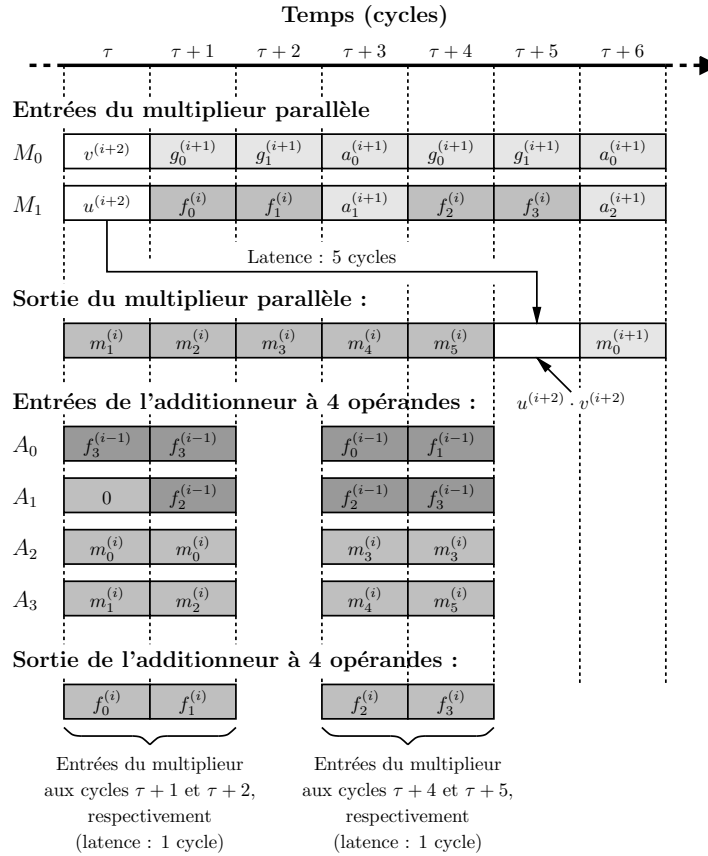 Temps (cycles)
τ τ + 1 τ + 2 τ + 3 τ + 4 τ + 5 τ + 6
Entrées du multiplieur parallèle
M₀ v^{(i+2)} g₀^{(i+1)} g₁^{(i+1)} a₀^{(i+1)} g₀^{(i+1)} g₁^{(i+1)} a₀^{(i+1)}
M₁ u^{(i+2)} f₀^{(i)} f₁^{(i)} a₁^{(i+1)} f₂^{(i)} f₃^{(i)} a₂^{(i+1)}
Latence : 5 cycles
Sortie du multiplieur parallèle :
m₁^{(i)} m₂^{(i)} m₃^{(i)} m₄^{(i)} m₅^{(i)} m₀^{(i+1)}
u^{(i+2)} · v^{(i+2)}
Entrées de l'additionneur à 4 opérandes :
A₀ f₃^{(i−1)} f₃^{(i−1)} f₀^{(i−1)} f₁^{(i−1)}
A₁ 0 f₂^{(i−1)} f₂^{(i−1)} f₃^{(i−1)}
A₂ m₀^{(i)} m₀^{(i)} m₃^{(i)} m₃^{(i)}
A₃ m₁^{(i)} m₂^{(i)} m₄^{(i)} m₅^{(i)}
Sortie de l'additionneur à 4 opérandes :
f₀^{(i)} f₁^{(i)} f₂^{(i)} f₃^{(i)}
Entrées du multiplieur
aux cycles τ + 1 et τ + 2,
respectivement
(latence : 1 cycle)
Entrées du multiplieur
aux cycles τ + 4 et τ + 5,
respectivement
(latence : 1 cycle)